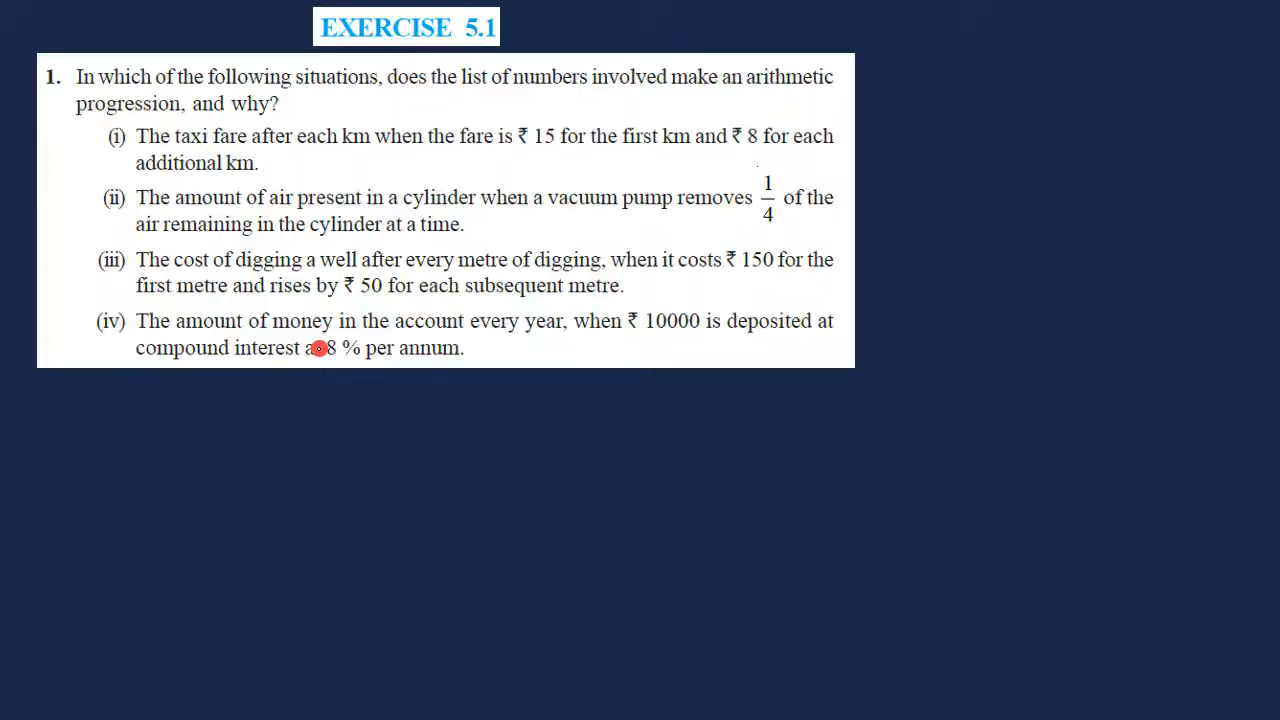 EXERCISE 5.1
1. In which of the following situations, does the list of numbers involved make an arithmetic
progression, and why?
(i) The taxi fare after each km when the fare is ₹ 15 for the first km and ₹ 8 for each
additional km.
(ii) The amount of air present in a cylinder when a vacuum pump removes 1/4 of the
air remaining in the cylinder at a time.
(iii) The cost of digging a well after every metre of digging, when it costs ₹ 150 for the
first metre and rises by ₹ 50 for each subsequent metre.
(iv) The amount of money in the account every year, when ₹ 10000 is deposited at
compound interest 8 % per annum.